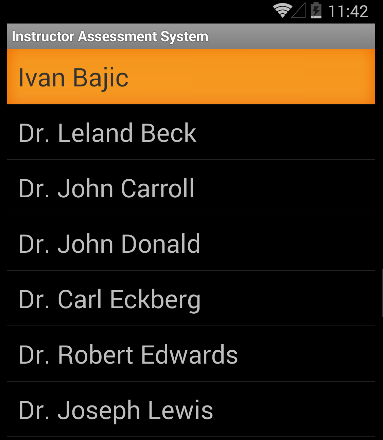 11:42
Instructor Assessment System
Ivan Bajic
Dr. Leland Beck
Dr. John Carroll
Dr. John Donald
Dr. Carl Eckberg
Dr. Robert Edwards
Dr. Joseph Lewis